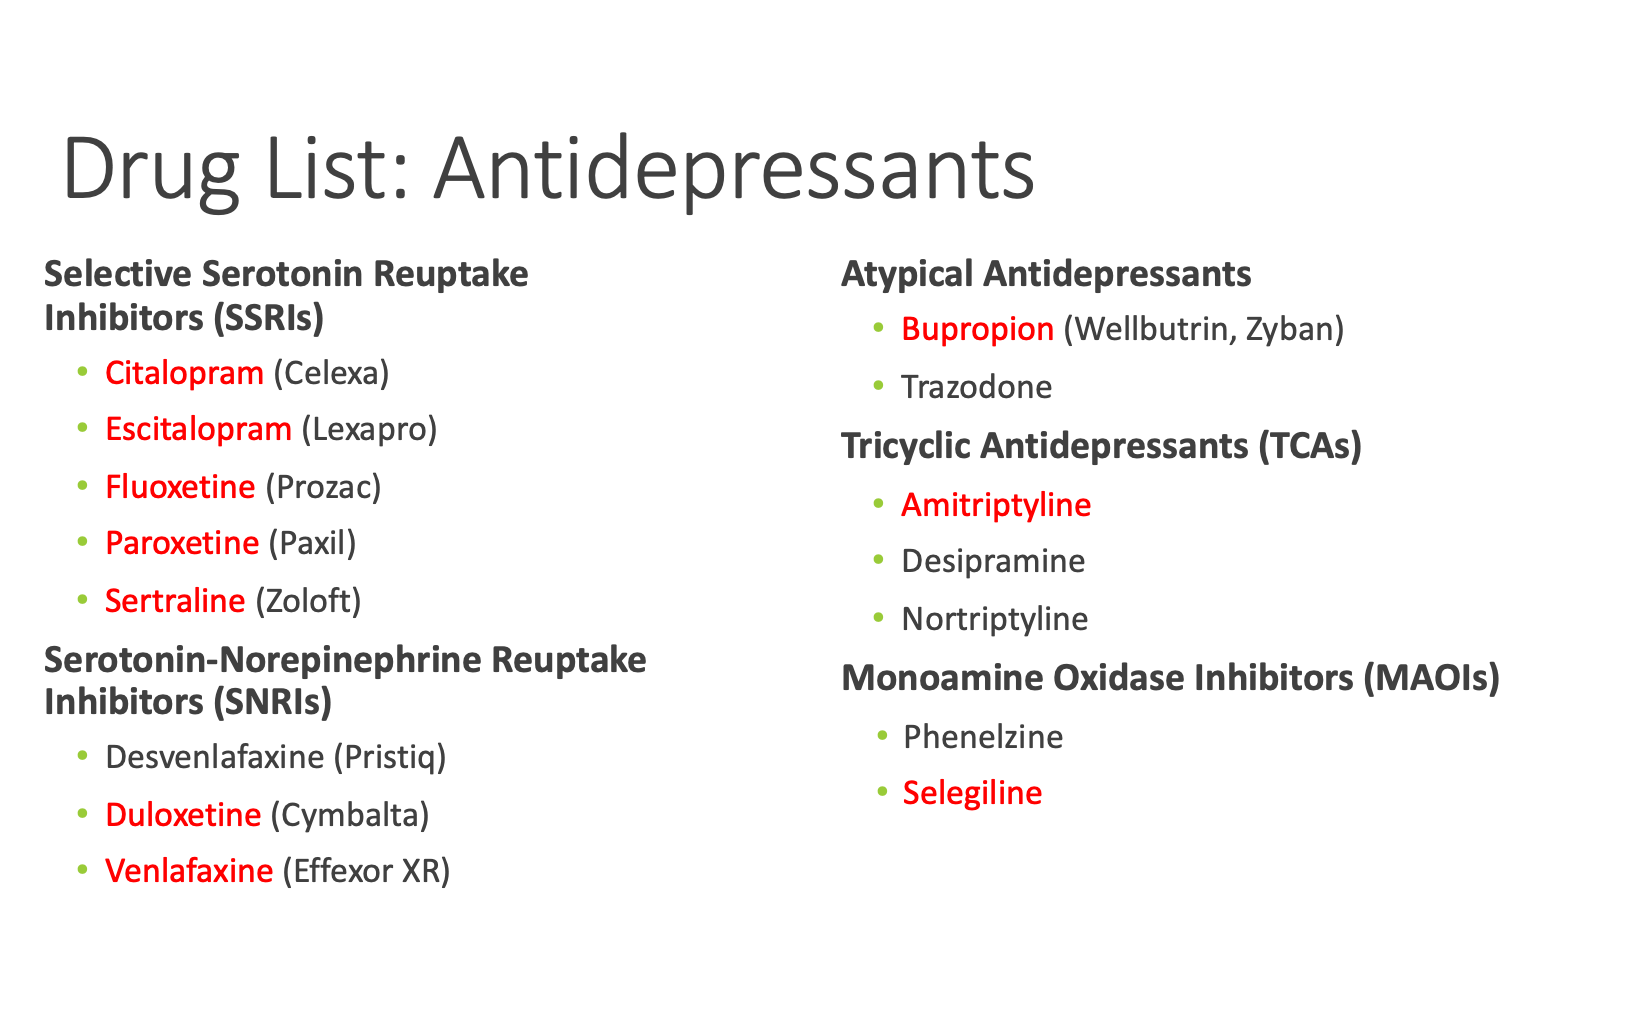 Drug List: Antidepressants
Selective Serotonin Reuptake
Inhibitors (SSRIs)
• Citalopram (Celexa)
• Escitalopram (Lexapro)
• Fluoxetine (Prozac)
• Paroxetine (Paxil)
• Sertraline (Zoloft)
Serotonin-Norepinephrine Reuptake
Inhibitors (SNRIs)
• Desvenlafaxine (Pristiq)
• Duloxetine (Cymbalta)
• Venlafaxine (Effexor XR)
Atypical Antidepressants
• Bupropion (Wellbutrin, Zyban)
• Trazodone
Tricyclic Antidepressants (TCAs)
• Amitriptyline
• Desipramine
• Nortriptyline
Monoamine Oxidase Inhibitors (MAOIs)
• Phenelzine
• Selegiline